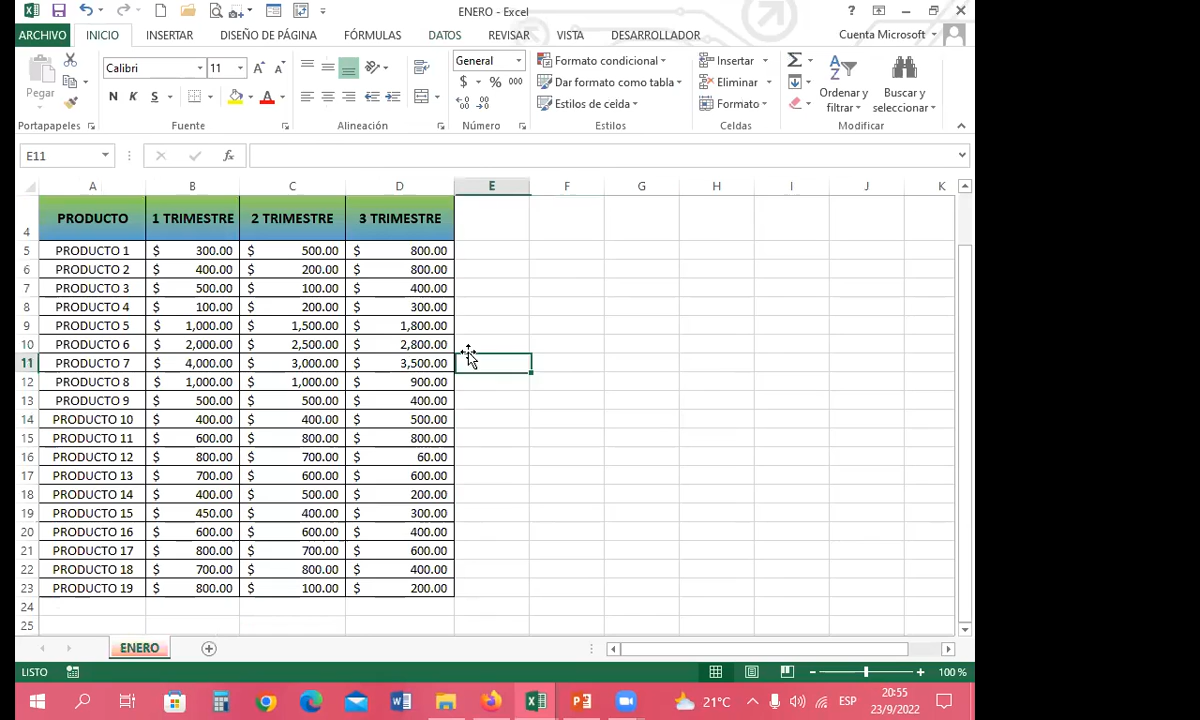 ENERO - Excel
ARCHIVO INICIO INSERTAR DISEÑO DE PÁGINA FÓRMULAS DATOS REVISAR VISTA DESARROLLADOR Cuenta Microsoft
Pegar Calibri 11 General Formato condicional Insertar
N K S $ % 000 Dar formato como tabla Eliminar Ordenar y filtrar Buscar y seleccionar
Estilos de celda Formato
Portapapeles Fuente Alineación Número Estilos Celdas Modificar
E11 fx
A B C D E F G H I J K
4 PRODUCTO 1 TRIMESTRE 2 TRIMESTRE 3 TRIMESTRE
5 PRODUCTO 1 $ 300.00 $ 500.00 $ 800.00
6 PRODUCTO 2 $ 400.00 $ 200.00 $ 800.00
7 PRODUCTO 3 $ 500.00 $ 100.00 $ 400.00
8 PRODUCTO 4 $ 100.00 $ 200.00 $ 300.00
9 PRODUCTO 5 $ 1,000.00 $ 1,500.00 $ 1,800.00
10 PRODUCTO 6 $ 2,000.00 $ 2,500.00 $ 2,800.00
11 PRODUCTO 7 $ 4,000.00 $ 3,000.00 $ 3,500.00
12 PRODUCTO 8 $ 1,000.00 $ 1,000.00 $ 900.00
13 PRODUCTO 9 $ 500.00 $ 500.00 $ 400.00
14 PRODUCTO 10 $ 400.00 $ 400.00 $ 500.00
15 PRODUCTO 11 $ 600.00 $ 800.00 $ 800.00
16 PRODUCTO 12 $ 800.00 $ 700.00 $ 60.00
17 PRODUCTO 13 $ 700.00 $ 600.00 $ 600.00
18 PRODUCTO 14 $ 400.00 $ 500.00 $ 200.00
19 PRODUCTO 15 $ 450.00 $ 400.00 $ 300.00
20 PRODUCTO 16 $ 600.00 $ 600.00 $ 400.00
21 PRODUCTO 17 $ 800.00 $ 700.00 $ 600.00
22 PRODUCTO 18 $ 700.00 $ 800.00 $ 400.00
23 PRODUCTO 19 $ 800.00 $ 100.00 $ 200.00
24
25
ENERO
LISTO 100 %
21°C ESP 20:55
23/9/2022